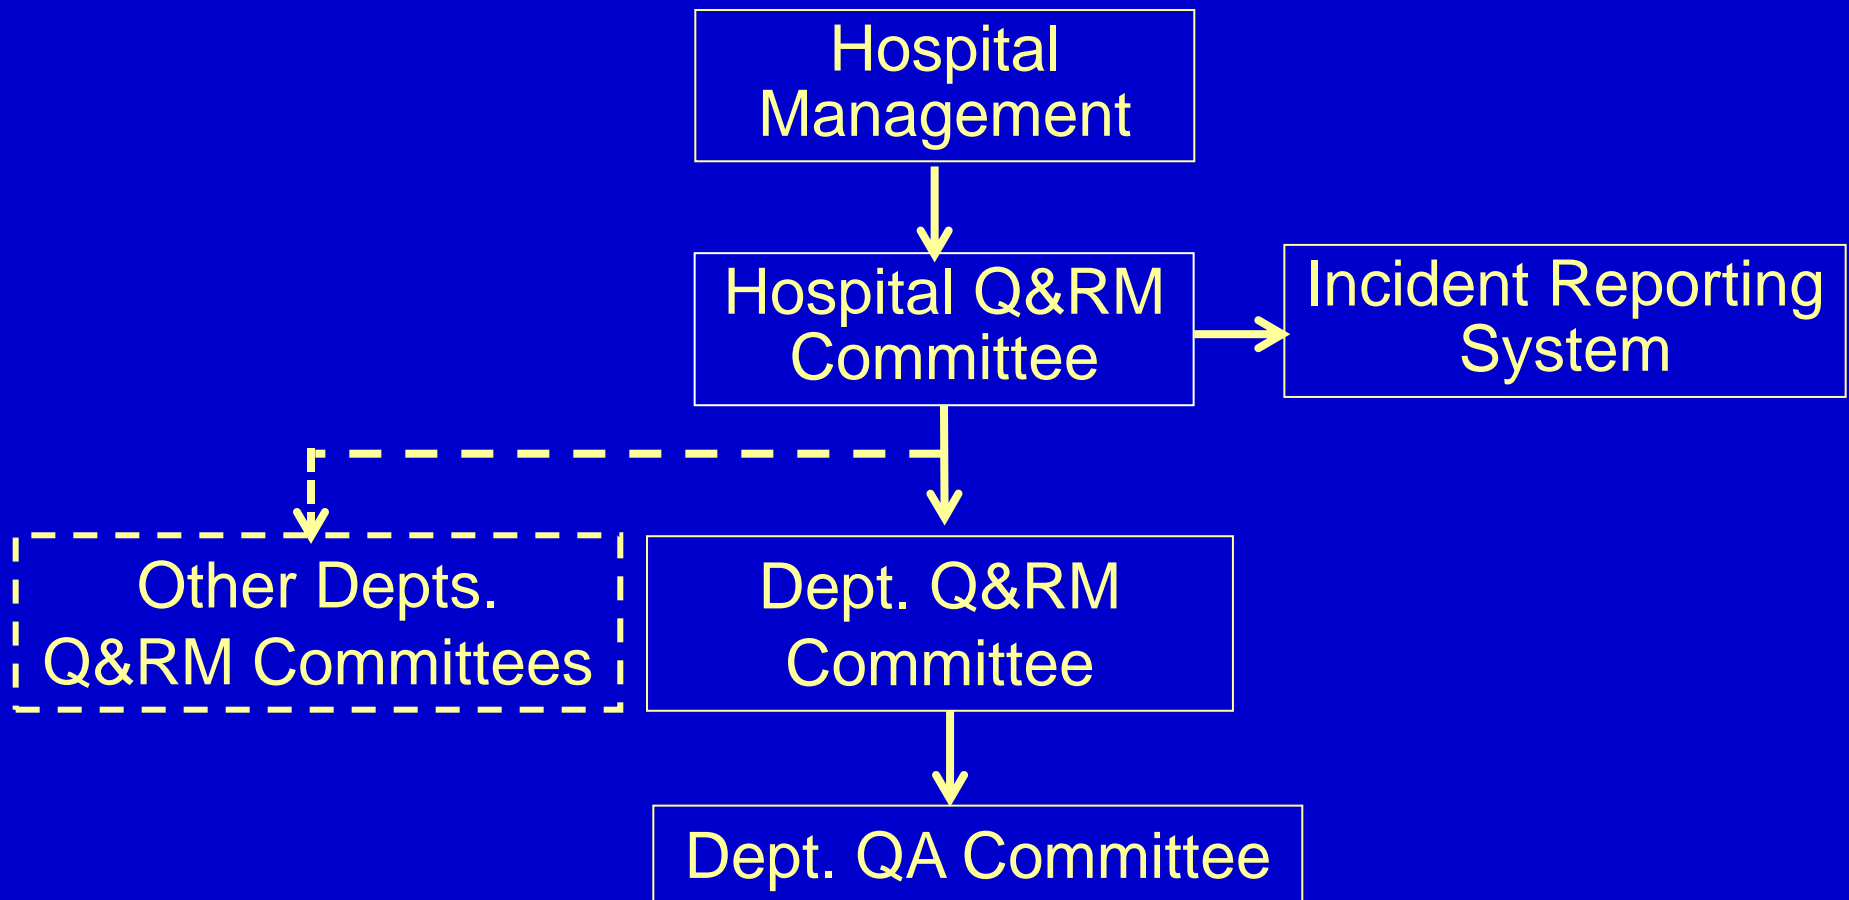 Hospital
Management
Hospital Q&RM
Committee
Incident Reporting
System
Other Depts.
Q&RM Committees
Dept. Q&RM
Committee
Dept. QA Committee